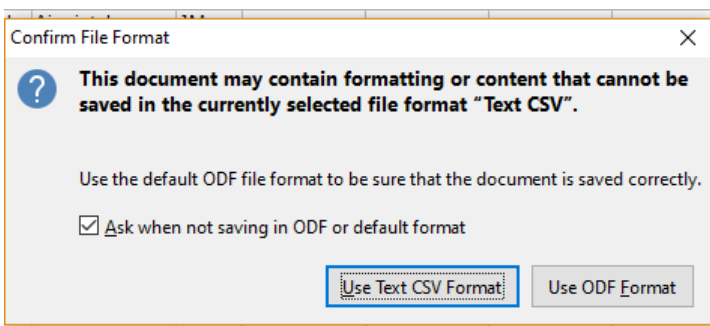 Confirm File Format
This document may contain formatting or content that cannot be
saved in the currently selected file format “Text CSV”.
Use the default ODF file format to be sure that the document is saved correctly.
Ask when not saving in ODF or default format
Use Text CSV Format Use ODF Format